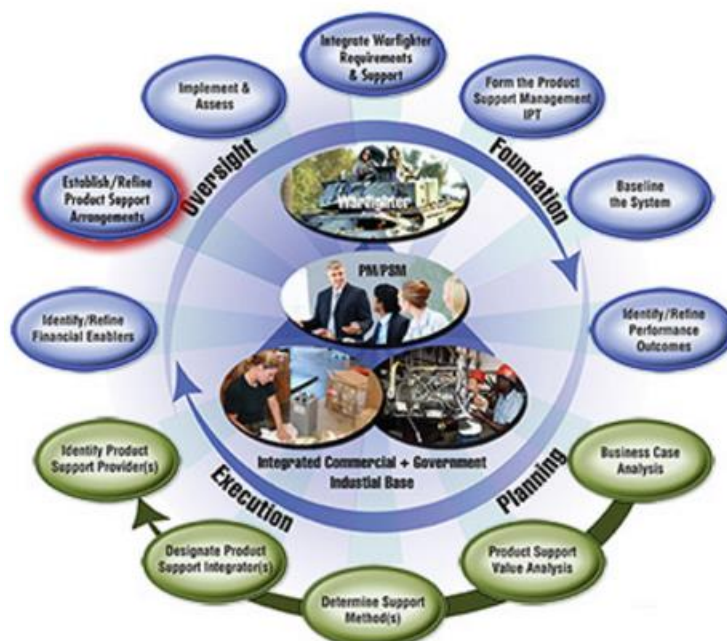 Integrate Warfighter
Requirements
& Support
Form the Product
Support Management
IPT
Baseline
the System
Identify/Refine
Performance
Outcomes
Business Case
Analysis
Product Support
Value Analysis
Determine Support
Method(s)
Designate Product
Support Integrator(s)
Identify Product
Support Provider(s)
Identify/Refine
Financial Enablers
Establish/Refine
Product Support
Arrangements
Implement &
Assess
Oversight
Foundation
Planning
Execution
Warfighter
PM/PSM
Integrated Commercial + Government
Industial Base